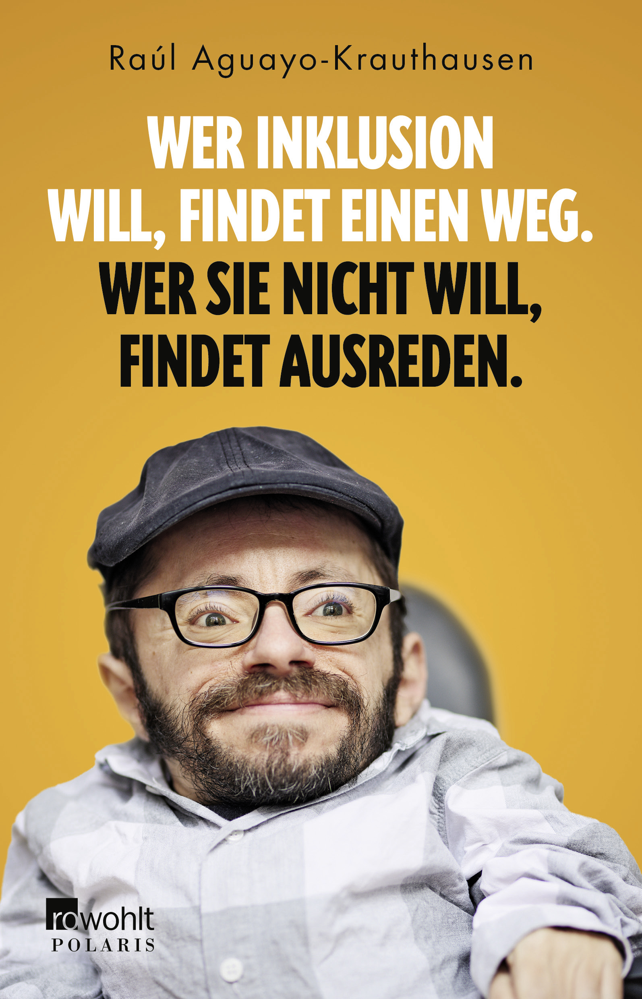 Raúl Aguayo-Krauthausen
WER INKLUSION
WILL, FINDET EINEN WEG.
WER SIE NICHT WILL,
FINDET AUSREDEN.
rowohlt
POLARIS